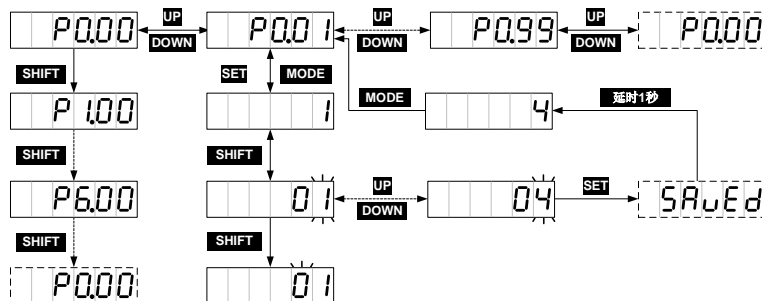 P0.00 UP DOWN P0.01 UP DOWN P0.99 UP DOWN P0.00
SHIFT SET MODE
P1.00 1 MODE 4 延时1秒
SHIFT SHIFT
P6.00 01 UP DOWN 04 SET SAvEd
SHIFT SHIFT
P0.00 01